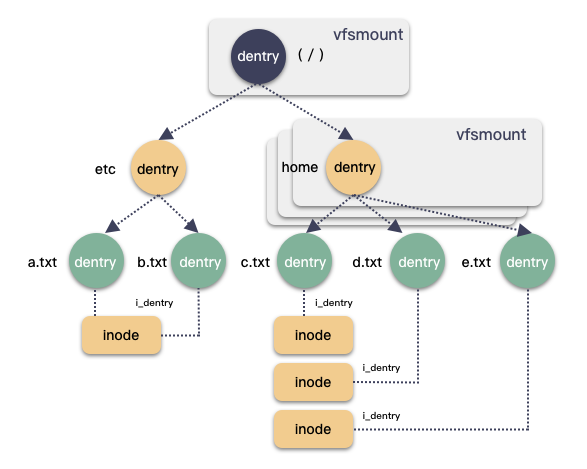 vfsmount
dentry ( / )
vfsmount
etc dentry
home dentry
a.txt dentry b.txt dentry c.txt dentry d.txt dentry e.txt dentry
i_dentry i_dentry
inode inode
i_dentry
inode
i_dentry
inode